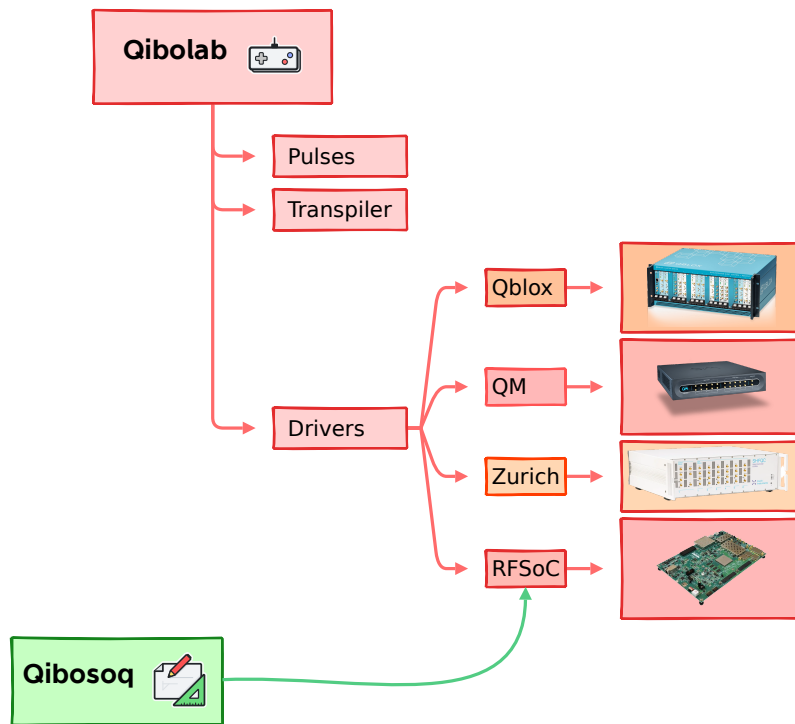 Qibolab
Pulses
Transpiler
Qblox
QM
Drivers
Zurich
RFSoC
Qibosoq